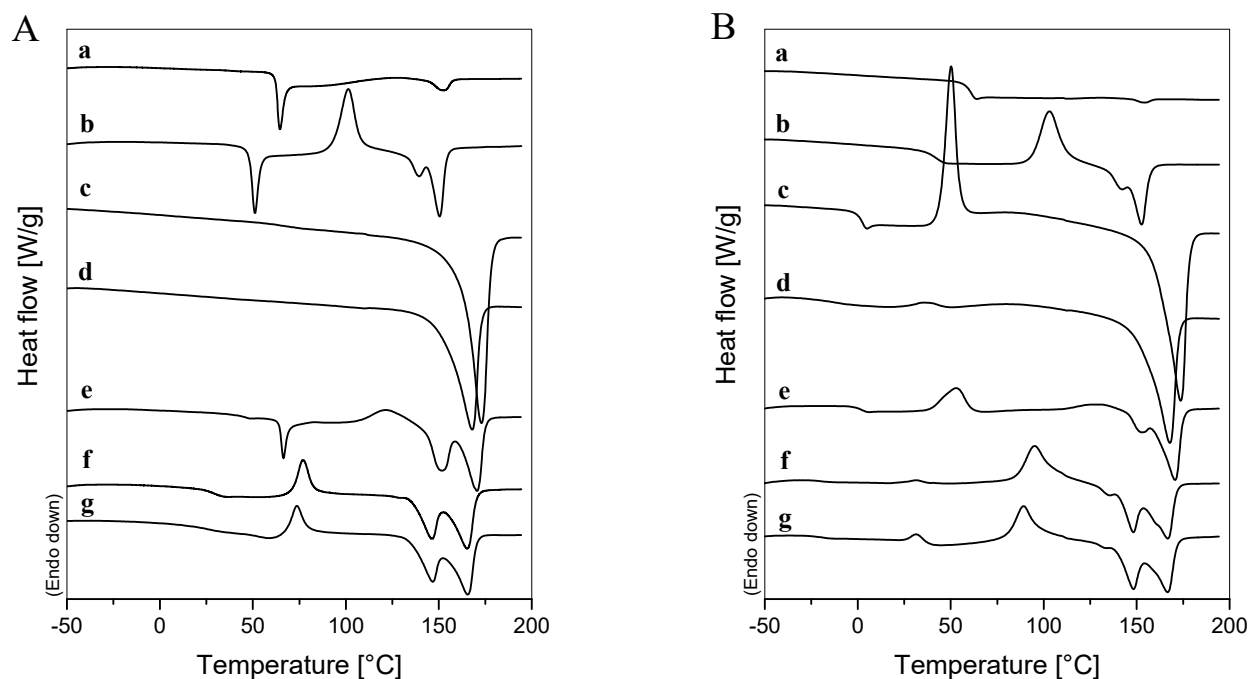 A
a
b
c
d
e
f
g
Heat flow [W/g]
(Endo down)
-50 0 50 100 150 200
Temperature [°C]
B
a
b
c
d
e
f
g
Heat flow [W/g]
(Endo down)
-50 0 50 100 150 200
Temperature [°C]